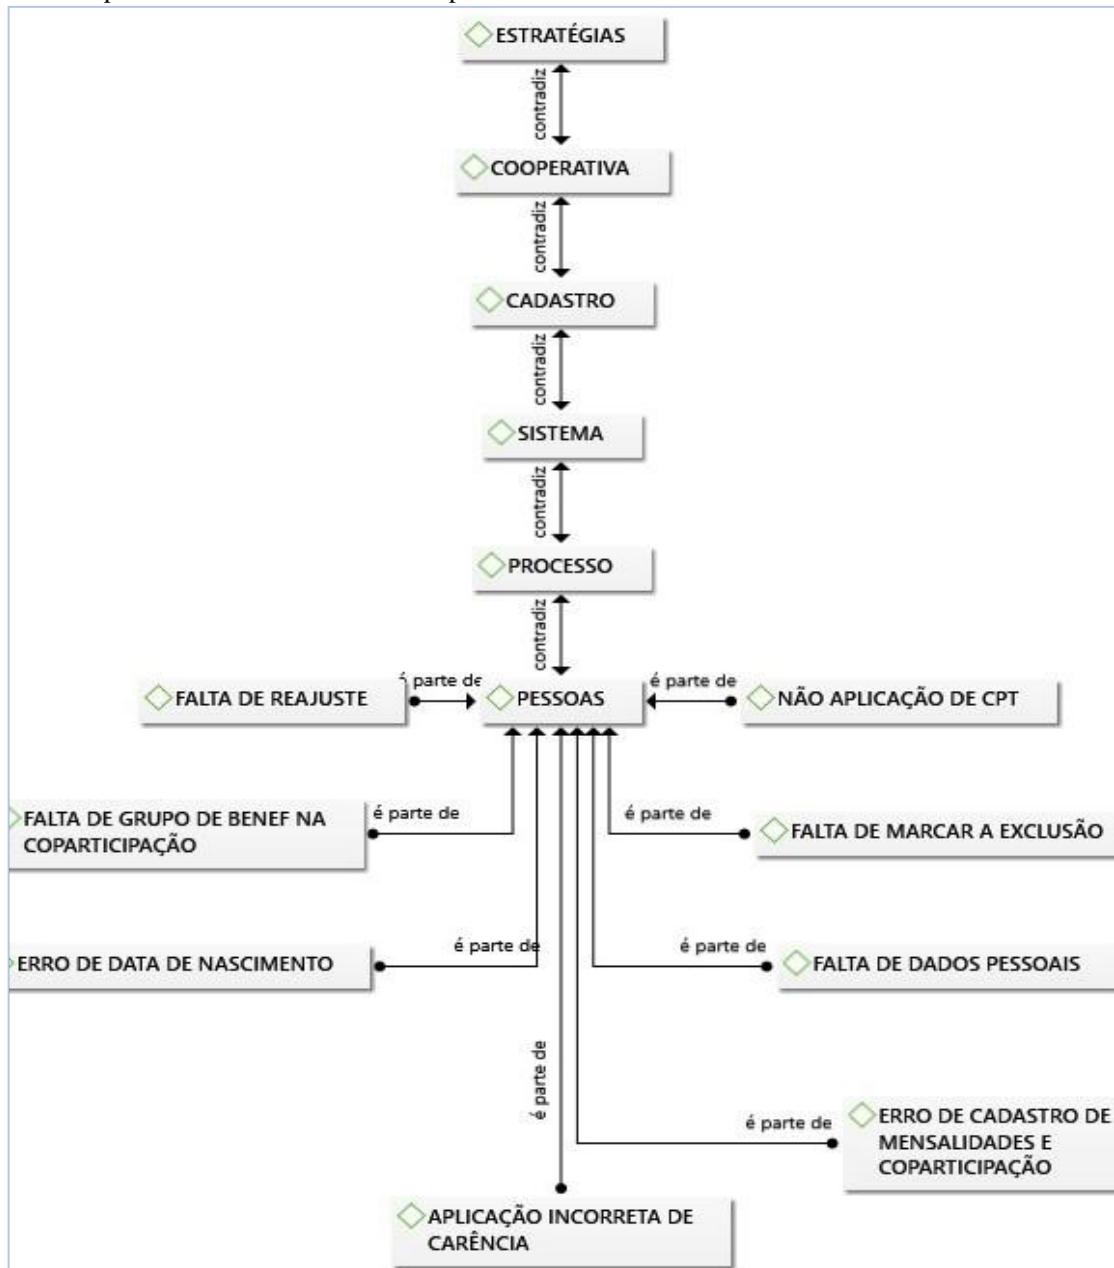 ESTRATÉGIAS
contradiz
COOPERATIVA
contradiz
CADASTRO
contradiz
SISTEMA
contradiz
PROCESSO
contradiz
é parte de
é parte de
FALTA DE REAJUSTE
PESSOAS
NÃO APLICAÇÃO DE CPT
é parte de
é parte de
FALTA DE GRUPO DE BENEF NA
COPARTICIPAÇÃO
FALTA DE MARCAR A EXCLUSÃO
é parte de
é parte de
ERRO DE DATA DE NASCIMENTO
FALTA DE DADOS PESSOAIS
é parte de
é parte de
ERRO DE CADASTRO DE
MENSALIDADES E
COPARTICIPAÇÃO
APLICAÇÃO INCORRETA DE
CARÊNCIA